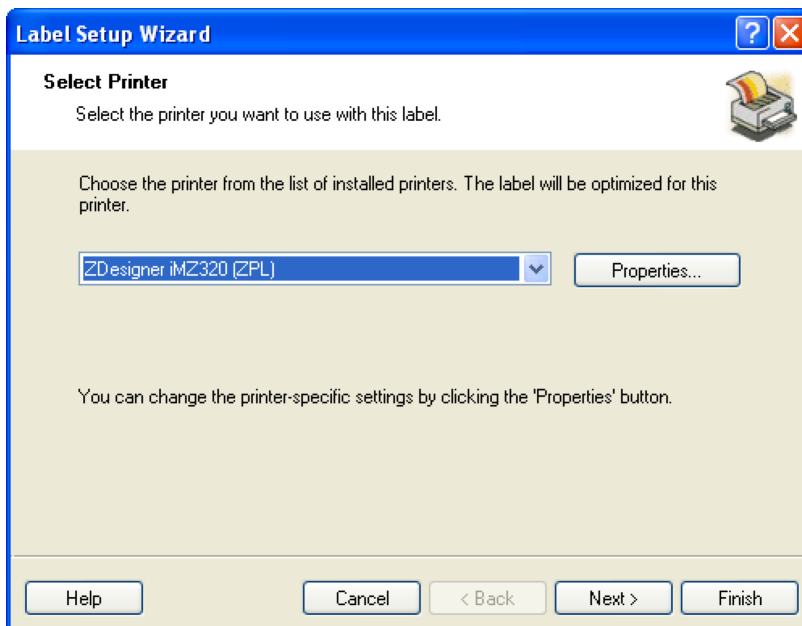 Label Setup Wizard
Select Printer
Select the printer you want to use with this label.
Choose the printer from the list of installed printers. The label will be optimized for this
printer.
ZDesigner iMZ320 (ZPL)
Properties...
You can change the printer-specific settings by clicking the 'Properties' button.
Help
Cancel
< Back
Next >
Finish